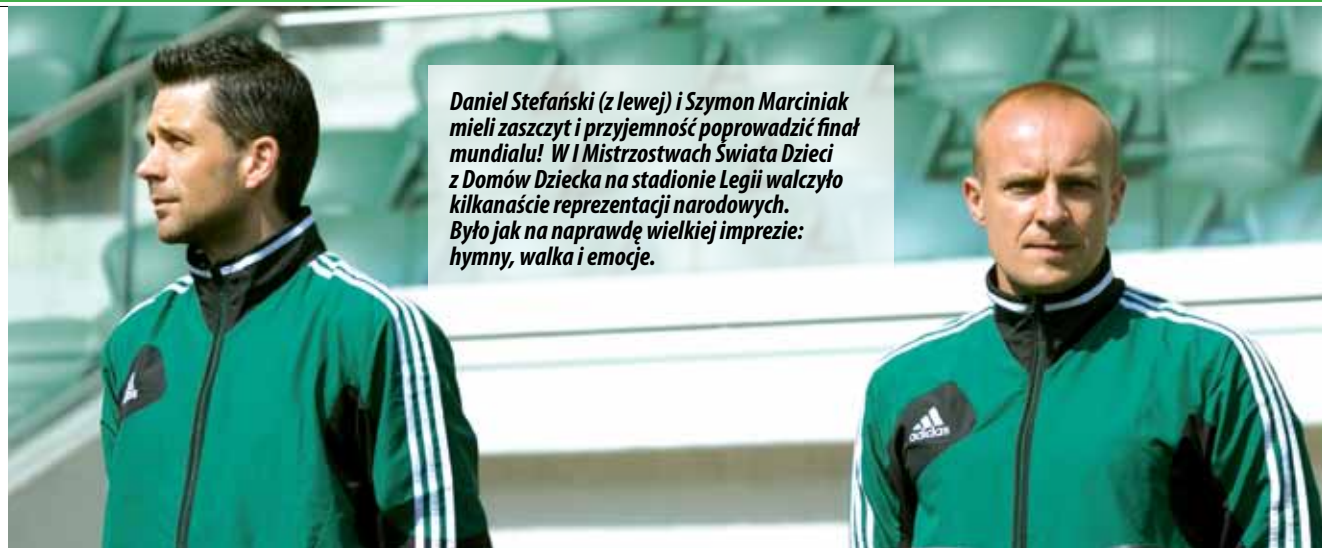 Daniel Stefański (z lewej) i Szymon Marciniak
mieli zaszczyt i przyjemność poprowadzić finał
mundialu! W I Mistrzostwach Świata Dzieci
z Domów Dziecka na stadionie Legii walczyło
kilkanaście reprezentacji narodowych.
Było jak na naprawdę wielkiej imprezie:
hymny, walka i emocje.
adidas